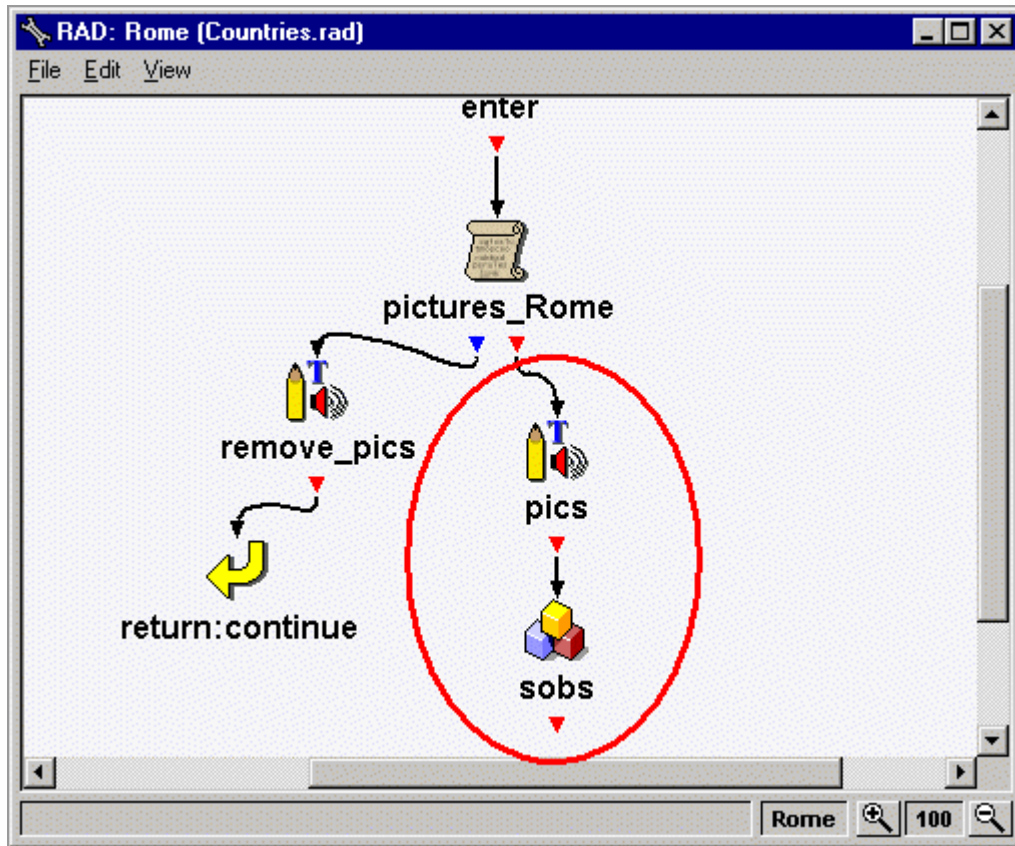 RAD: Rome (Countries.rad)
File Edit View
enter
pictures_Rome
T
remove_pics
T
pics
return:continue
sobs
Rome 100